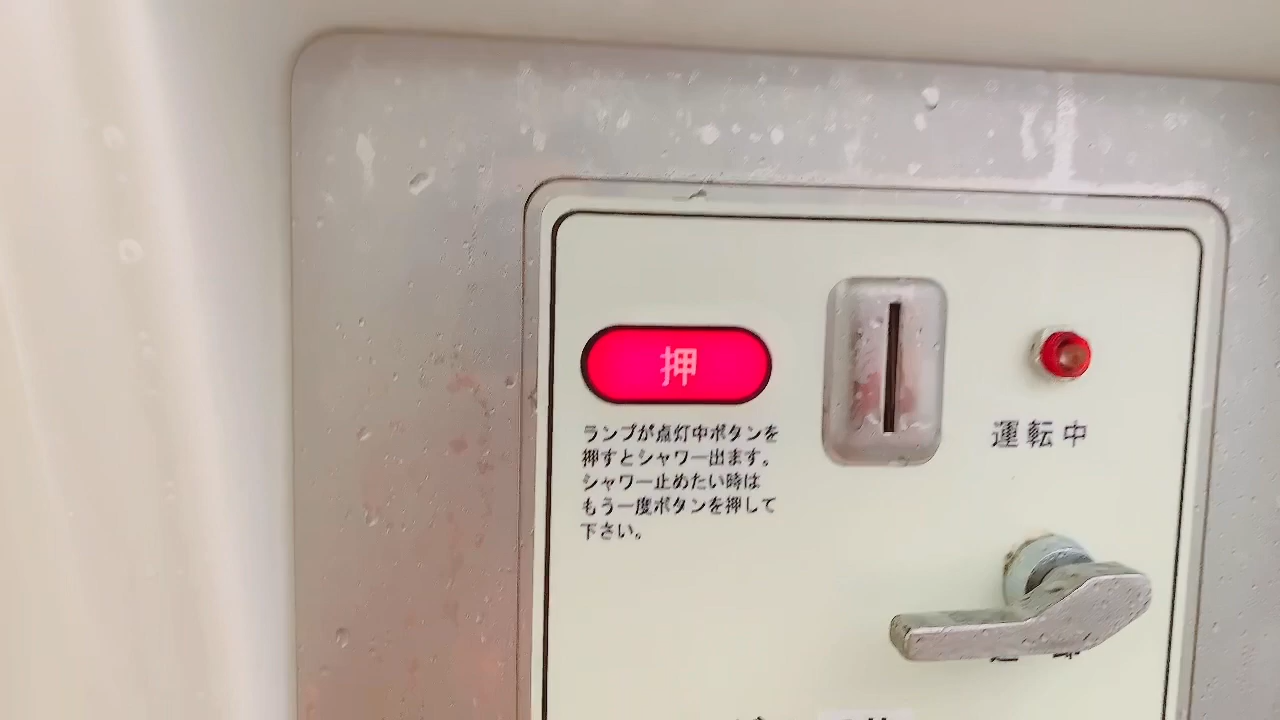 押
ランプが点灯中ボタンを
押すとシャワー出ます。
シャワー止めたい時は
もう一度ボタンを押して
下さい。
運転中